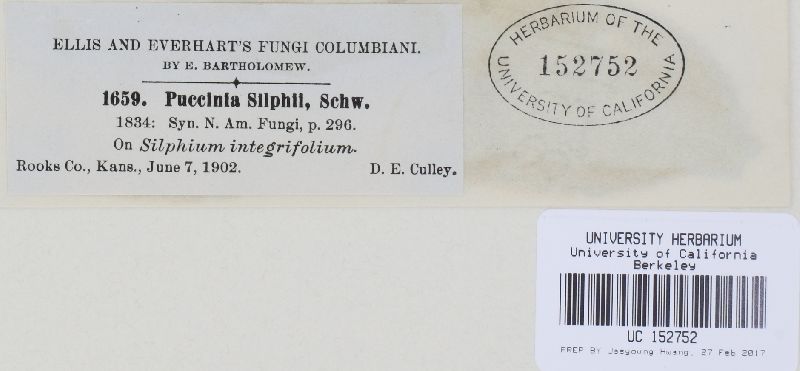 ELLIS AND EVERHART'S FUNGI COLUMBIANI.
BY E. BARTHOLOMEW.
1659. Puccinia Silphii, Schw.
1834: Syn. N. Am. Fungi, p. 296.
On Silphium integrifolium.
Rooks Co., Kans., June 7, 1902. D. E. Culley.
HERBARIUM OF THE
152752
UNIVERSITY OF CALIFORNIA
UNIVERSITY HERBARIUM
University of California
Berkeley
UC 152752
PREP BY Jaeyoung Hwang, 27 Feb 2017